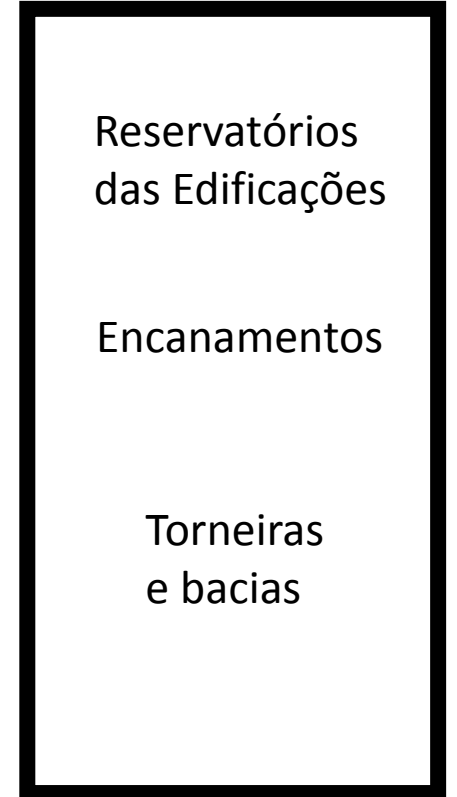 Reservatórios
das Edificações
Encanamentos
Torneiras
e bacias